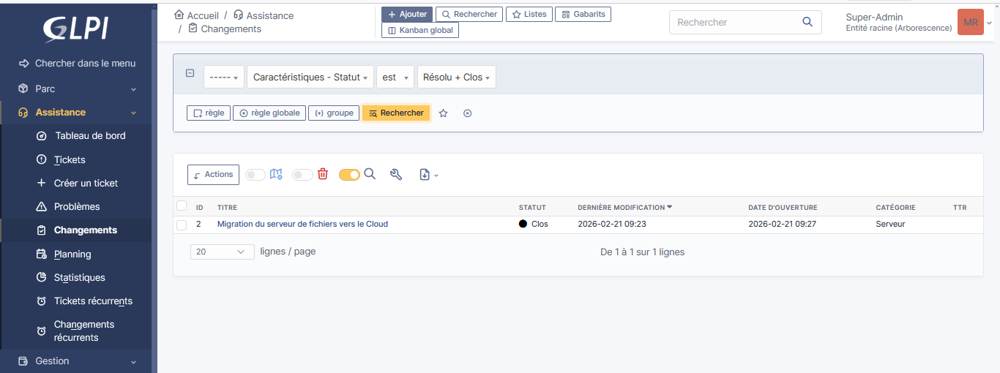 GLPI
Chercher dans le menu
Parc
Assistance
Tableau de bord
Tickets
Créer un ticket
Problèmes
Changements
Planning
Statistiques
Tickets récurrents
Changements
récurrents
Gestion
Accueil / Assistance
/ Changements
+ Ajouter Rechercher Listes Gabarits
Kanban global
Rechercher
Super-Admin
Entité racine (Arborescence)
MR
----- Caractéristiques - Statut est Résolu + Clos
règle règle globale (+) groupe Rechercher
Actions
ID TITRE STATUT DERNIÈRE MODIFICATION DATE D'OUVERTURE CATÉGORIE TTR
2 Migration du serveur de fichiers vers le Cloud Clos 2026-02-21 09:23 2026-02-21 09:27 Serveur
20 lignes / page De 1 à 1 sur 1 lignes